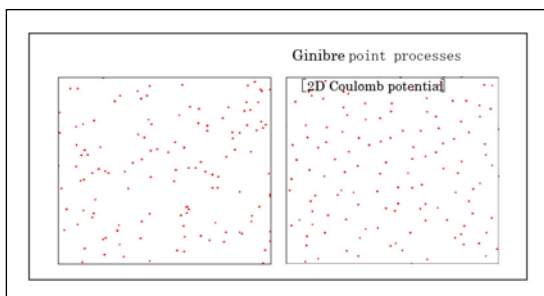 Ginibre point processes
[2D Coulomb potential]